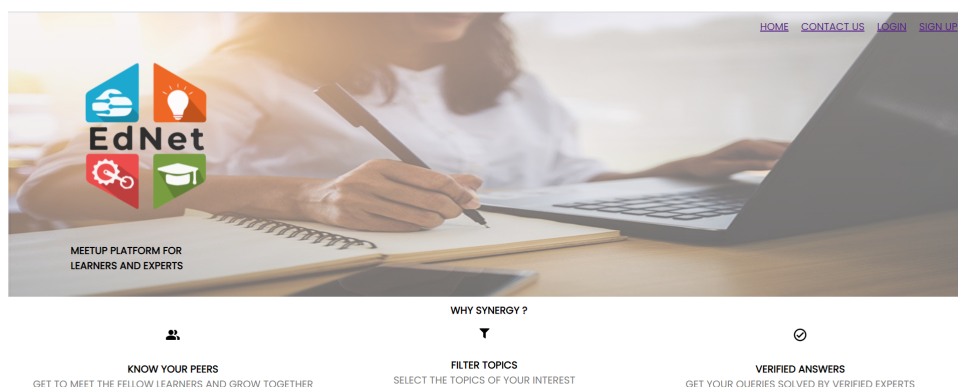 HOME CONTACT US LOGIN SIGN UP
EdNet
MEETUP PLATFORM FOR
LEARNERS AND EXPERTS
WHY SYNERGY ?
KNOW YOUR PEERS
GET TO MEET THE FELLOW LEARNERS AND GROW TOGETHER
FILTER TOPICS
SELECT THE TOPICS OF YOUR INTEREST
VERIFIED ANSWERS
GET YOUR QUERIES SOLVED BY VERIFIED EXPERTS